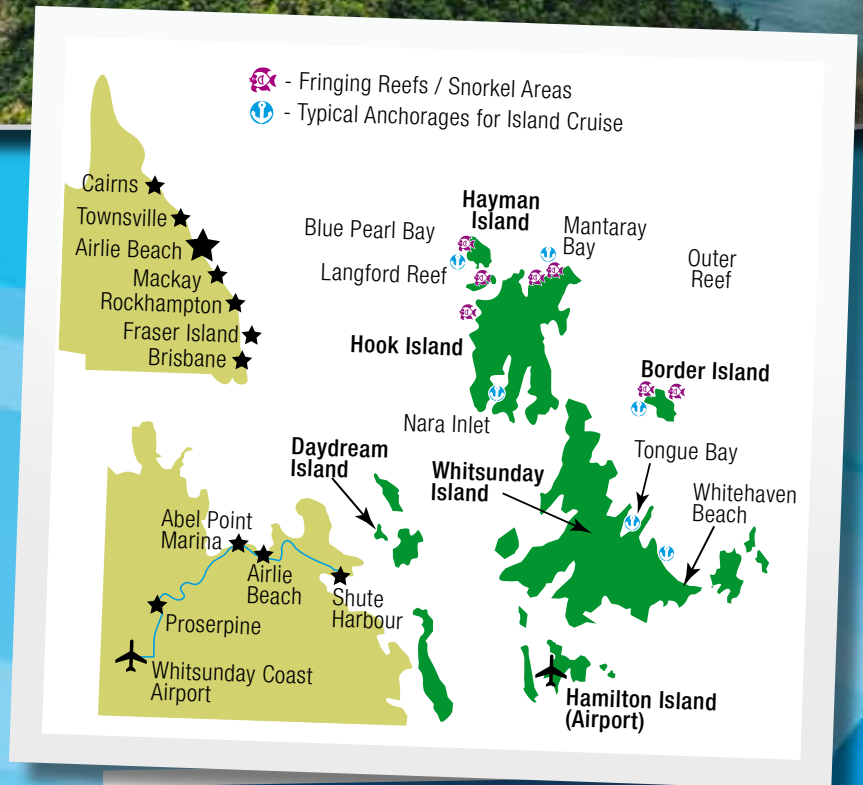 - Fringing Reefs / Snorkel Areas
- Typical Anchorages for Island Cruise
Cairns
Townsville
Airlie Beach
Mackay
Rockhampton
Fraser Island
Brisbane
Hayman
Island
Blue Pearl Bay
Mantaray
Bay
Langford Reef
Outer
Reef
Hook Island
Border Island
Nara Inlet
Daydream
Island
Whitsunday
Island
Tongue Bay
Whitehaven
Beach
Abel Point
Marina
Airlie
Beach
Shute
Harbour
Proserpine
Whitsunday Coast
Airport
Hamilton Island
(Airport)